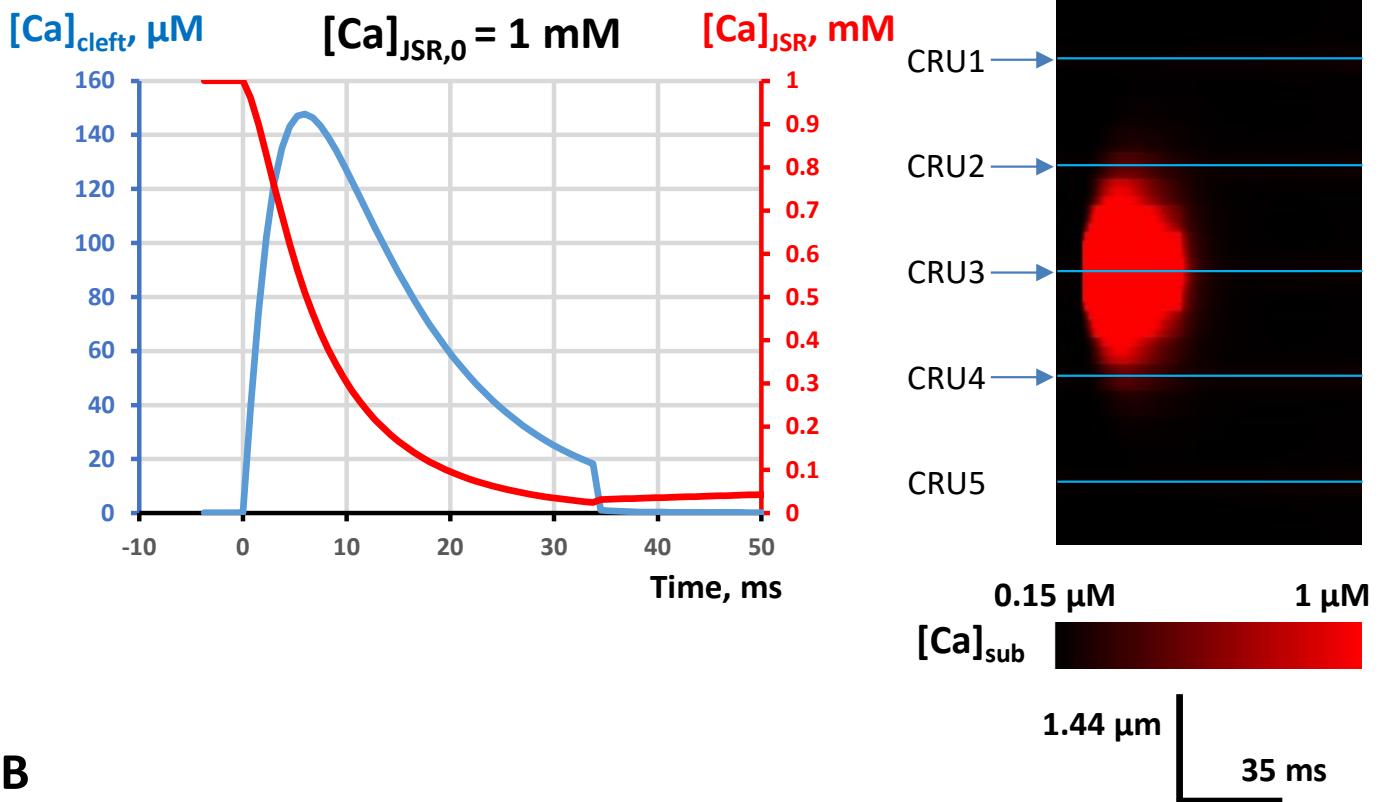 [Ca]cleft, µM
[Ca]JSR,0 = 1 mM
[Ca]JSR, mM
160
140
120
100
80
60
40
20
0
1
0.9
0.8
0.7
0.6
0.5
0.4
0.3
0.2
0.1
0
-10 0 10 20 30 40 50
Time, ms
CRU1
CRU2
CRU3
CRU4
CRU5
0.15 µM 1 µM
[Ca]sub
1.44 µm
35 ms
B